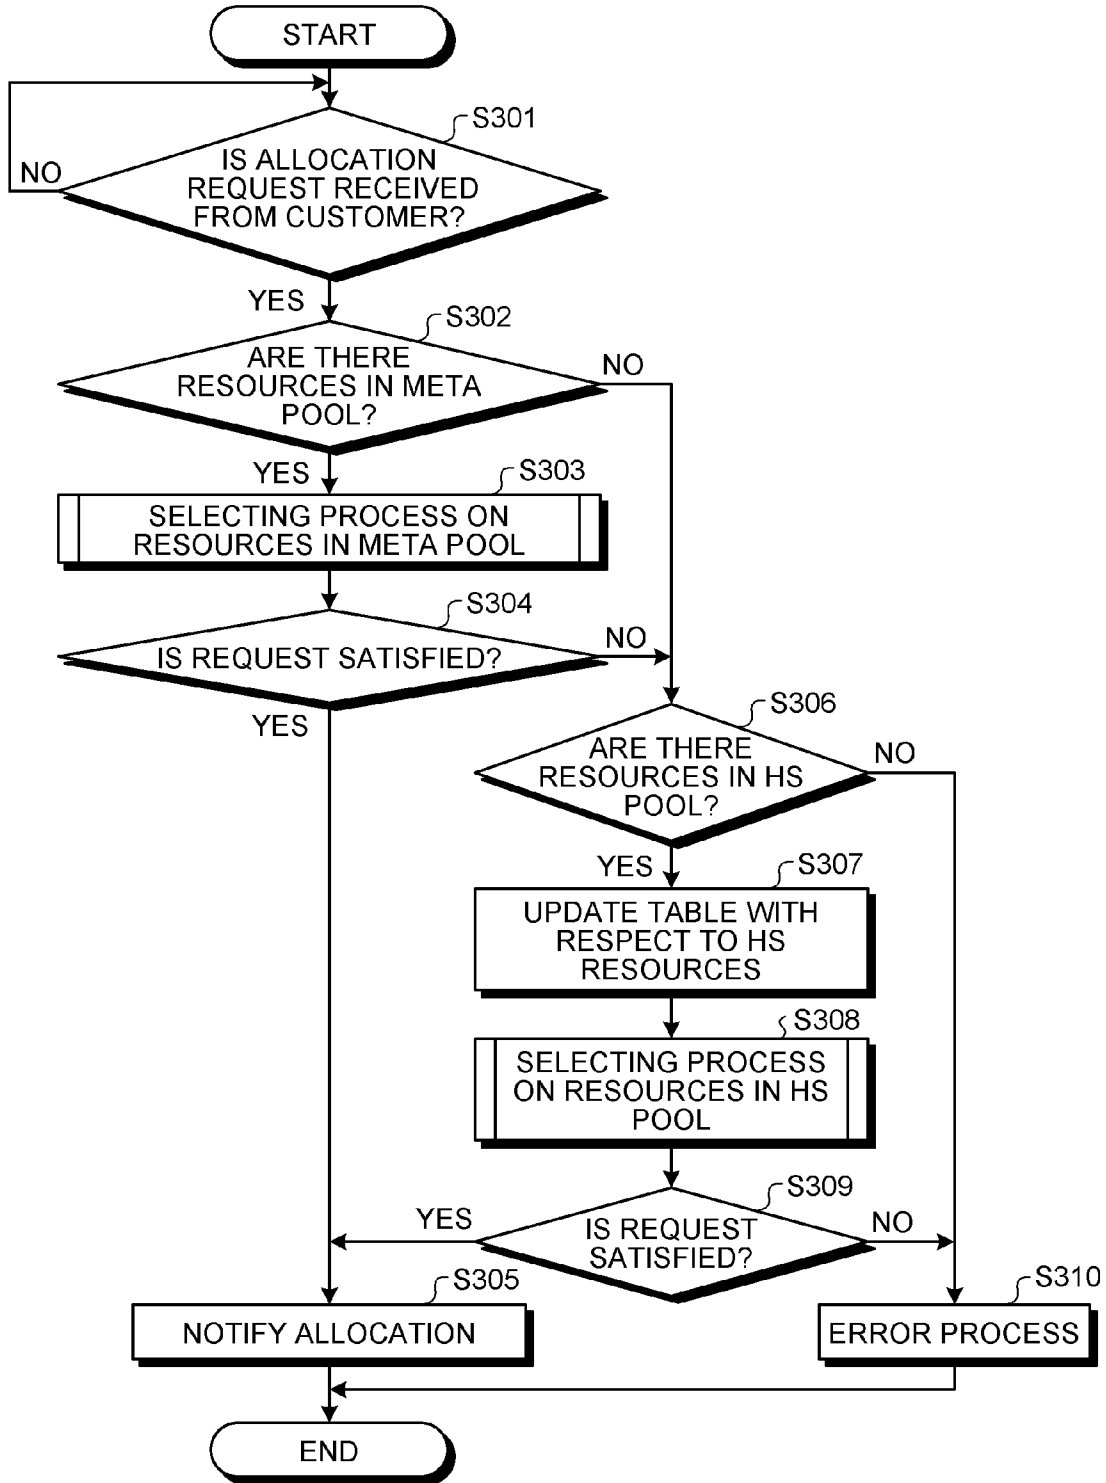 START
S301
IS ALLOCATION
REQUEST RECEIVED
FROM CUSTOMER?
NO
YES
S302
ARE THERE
RESOURCES IN META
POOL?
NO
YES
S303
SELECTING PROCESS ON
RESOURCES IN META POOL
S304
IS REQUEST SATISFIED?
NO
YES
S306
ARE THERE
RESOURCES IN HS
POOL?
NO
YES
S307
UPDATE TABLE WITH
RESPECT TO HS
RESOURCES
S308
SELECTING PROCESS
ON RESOURCES IN HS
POOL
S309
IS REQUEST
SATISFIED?
YES
NO
S305
NOTIFY ALLOCATION
S310
ERROR PROCESS
END